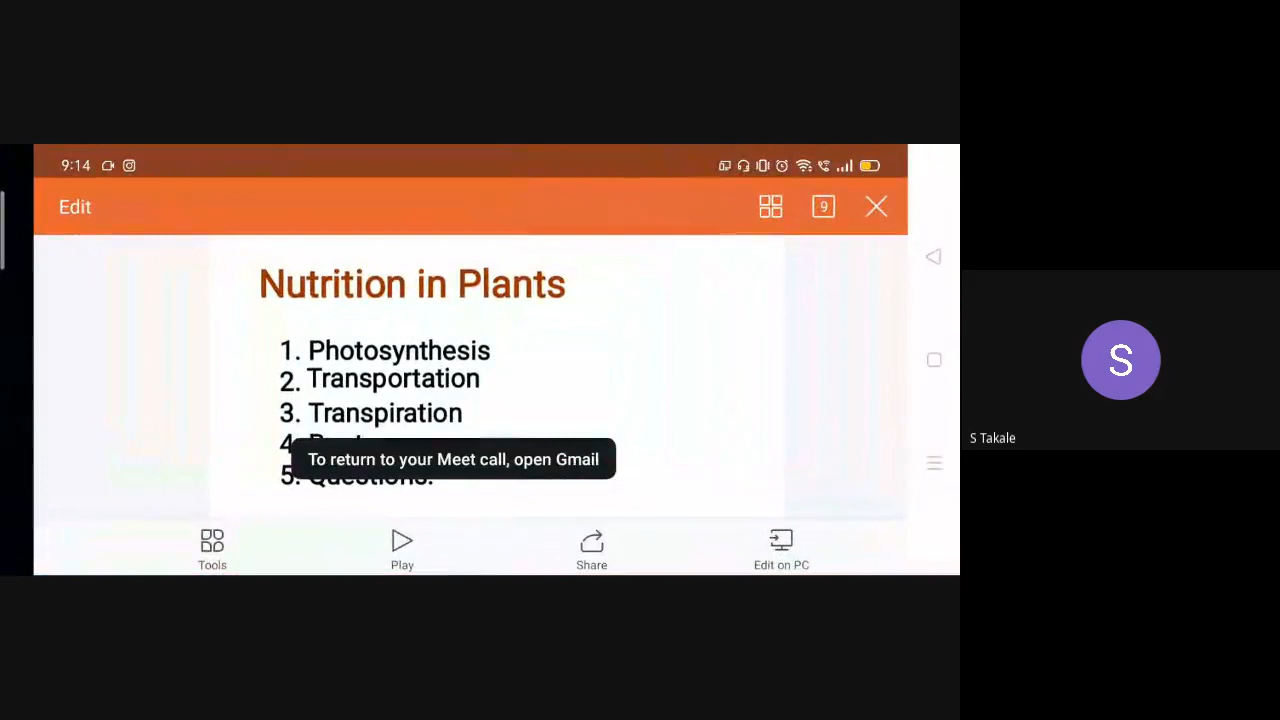 9:14
Edit
9
Nutrition in Plants
1. Photosynthesis
2. Transportation
3. Transpiration
4.
To return to your Meet call, open Gmail
5. Questions.
Tools
Play
Share
Edit on PC
S
S Takale